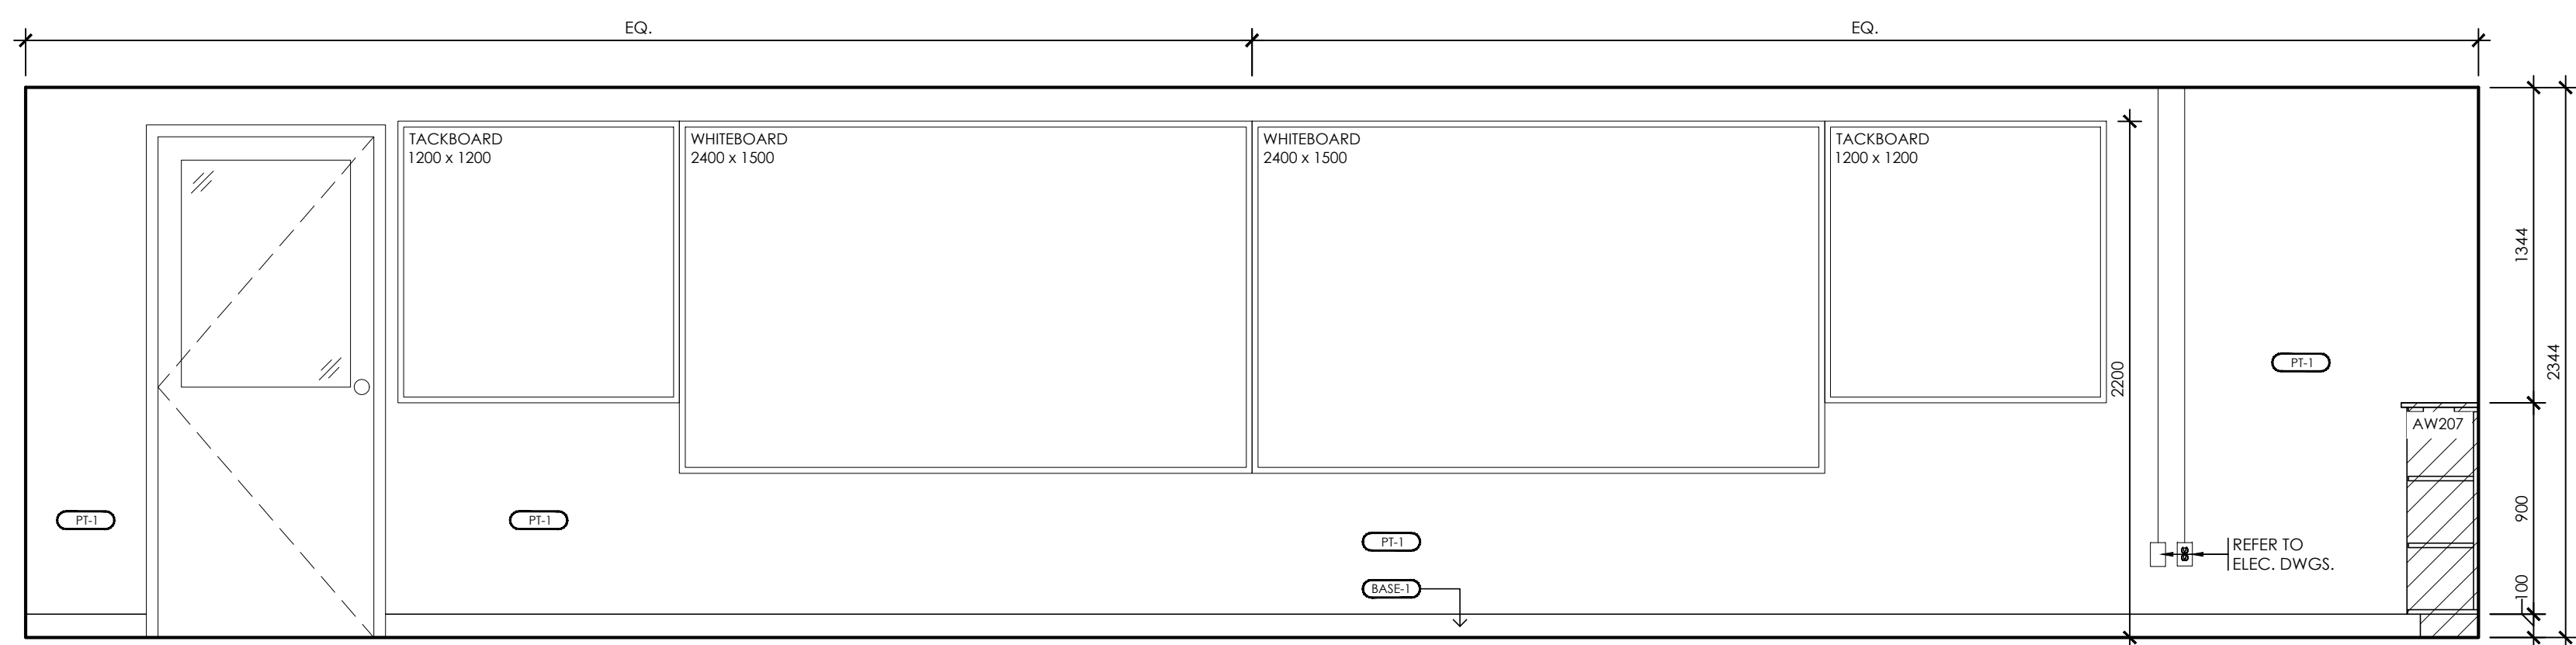 EQ.
EQ.
TACKBOARD
1200 x 1200
WHITEBOARD
2400 x 1500
WHITEBOARD
2400 x 1500
TACKBOARD
1200 x 1200
1344
2344
2200
PT-1
AW207
900
PT-1
PT-1
PT-1
REFER TO
ELEC. DWGS.
BASE-1
100